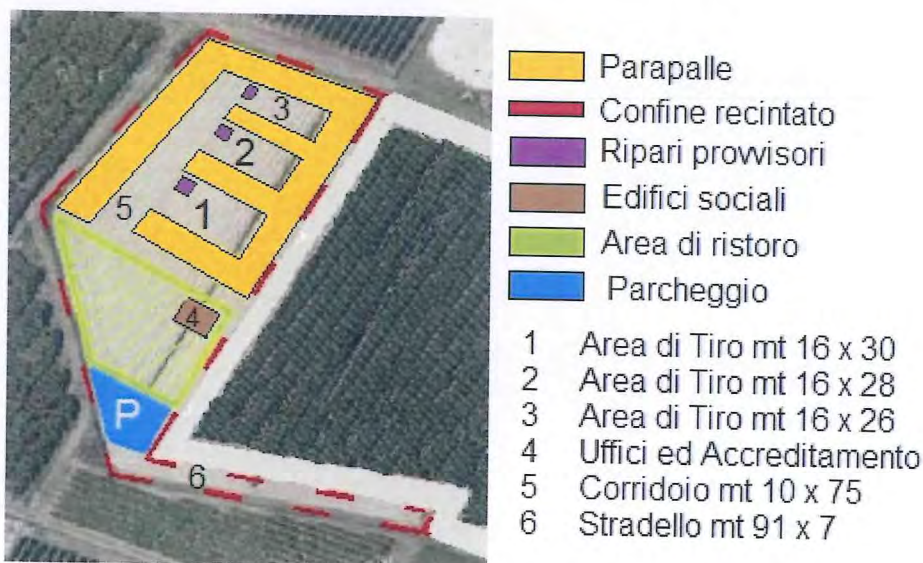 3
2
5
1
4
P
6
Parapalle
Confine recintato
Ripari provvisori
Edifici sociali
Area di ristoro
Parcheggio
1 Area di Tiro mt 16 x 30
2 Area di Tiro mt 16 x 28
3 Area di Tiro mt 16 x 26
4 Uffici ed Accreditamento
5 Corridoio mt 10 x 75
6 Stradello mt 91 x 7